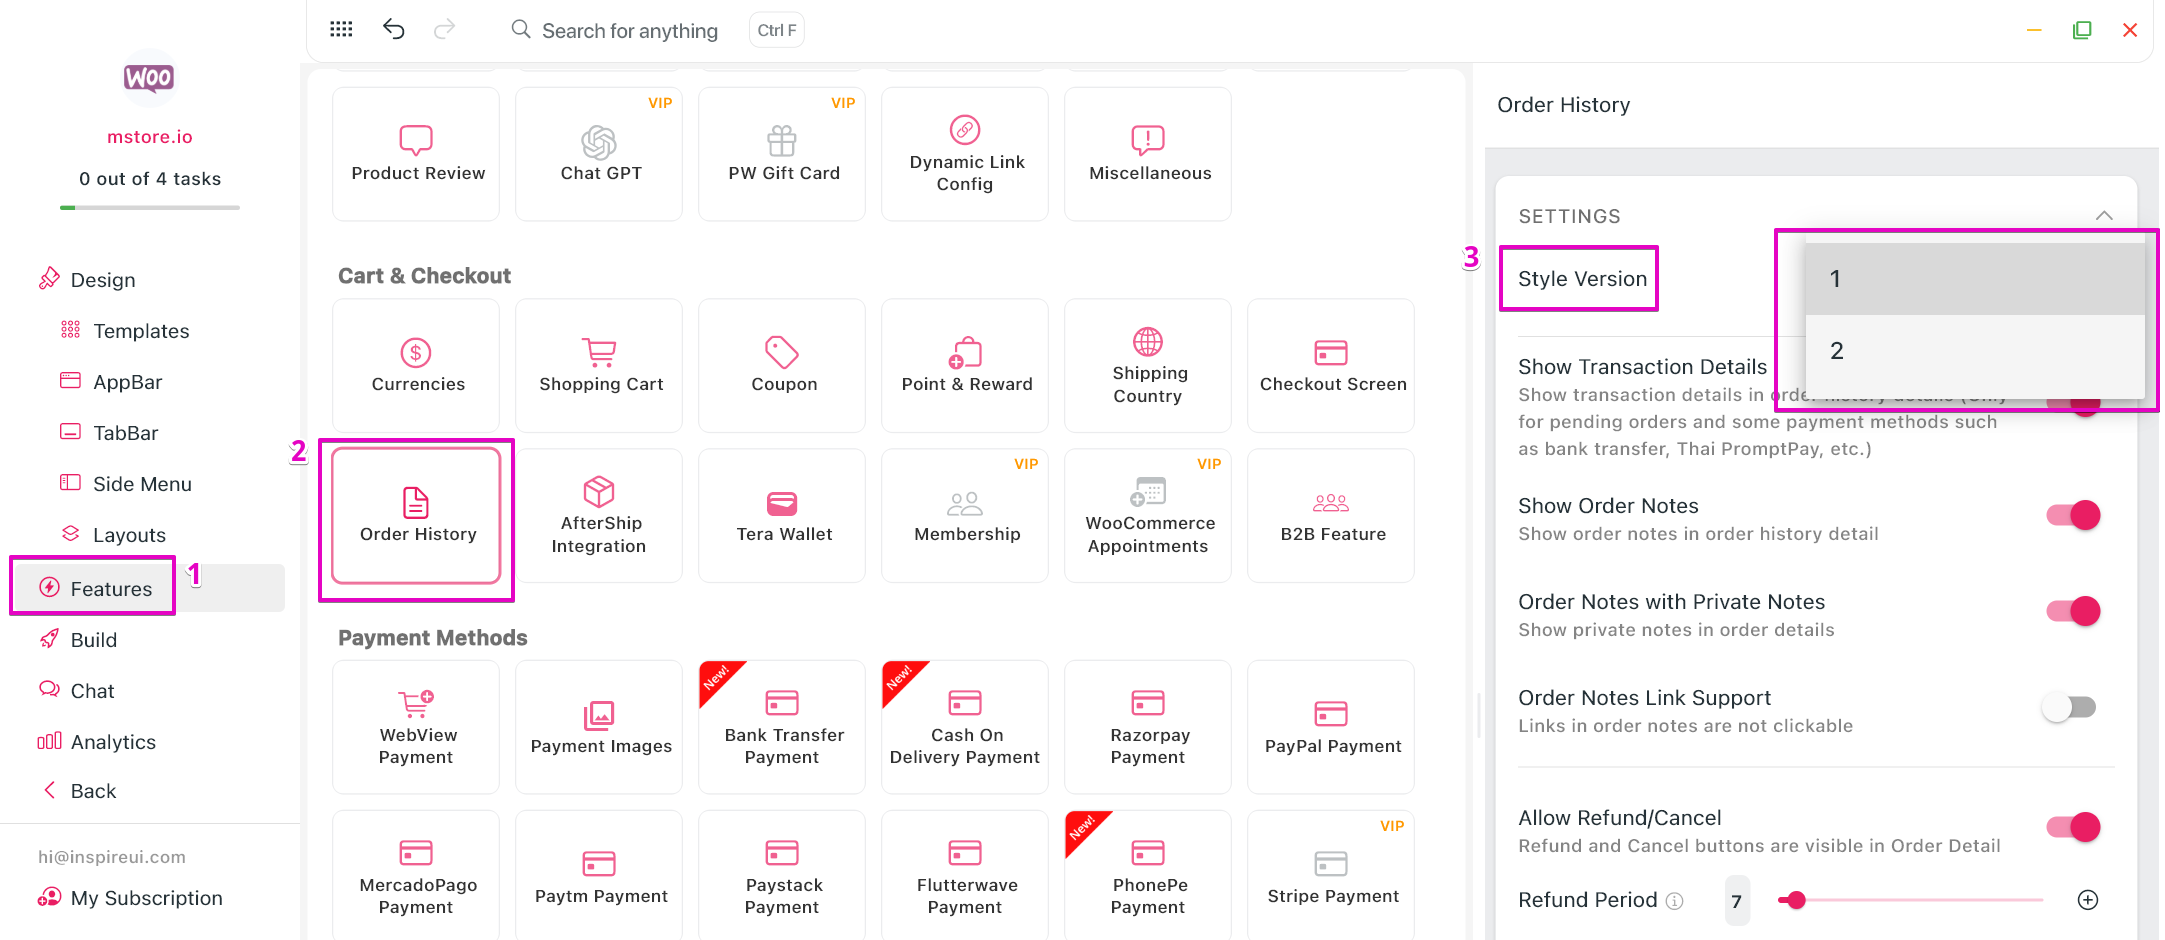 Search for anything
Ctrl F
WOO
mstore.io
0 out of 4 tasks
Design
Templates
AppBar
TabBar
Side Menu
Layouts
Features
1
Build
Chat
Analytics
Back
hi@inspireui.com
My Subscription
Product Review
VIP
Chat GPT
VIP
PW Gift Card
Dynamic Link
Config
Miscellaneous
Cart & Checkout
Currencies
Shopping Cart
Coupon
Point & Reward
Shipping
Country
Checkout Screen
2
Order History
AfterShip
Integration
Tera Wallet
VIP
Membership
VIP
WooCommerce
Appointments
B2B Feature
Payment Methods
WebView
Payment
Payment Images
New!
Bank Transfer
Payment
New!
Cash On
Delivery Payment
Razorpay
Payment
PayPal Payment
MercadoPago
Payment
Paytm Payment
Paystack
Payment
Flutterwave
Payment
New!
PhonePe
Payment
VIP
Stripe Payment
Order History
SETTINGS
3
Style Version
1
2
Show Transaction Details
Show transaction details in order history details (Only
for pending orders and some payment methods such
as bank transfer, Thai PromptPay, etc.)
Show Order Notes
Show order notes in order history detail
Order Notes with Private Notes
Show private notes in order details
Order Notes Link Support
Links in order notes are not clickable
Allow Refund/Cancel
Refund and Cancel buttons are visible in Order Detail
Refund Period
7